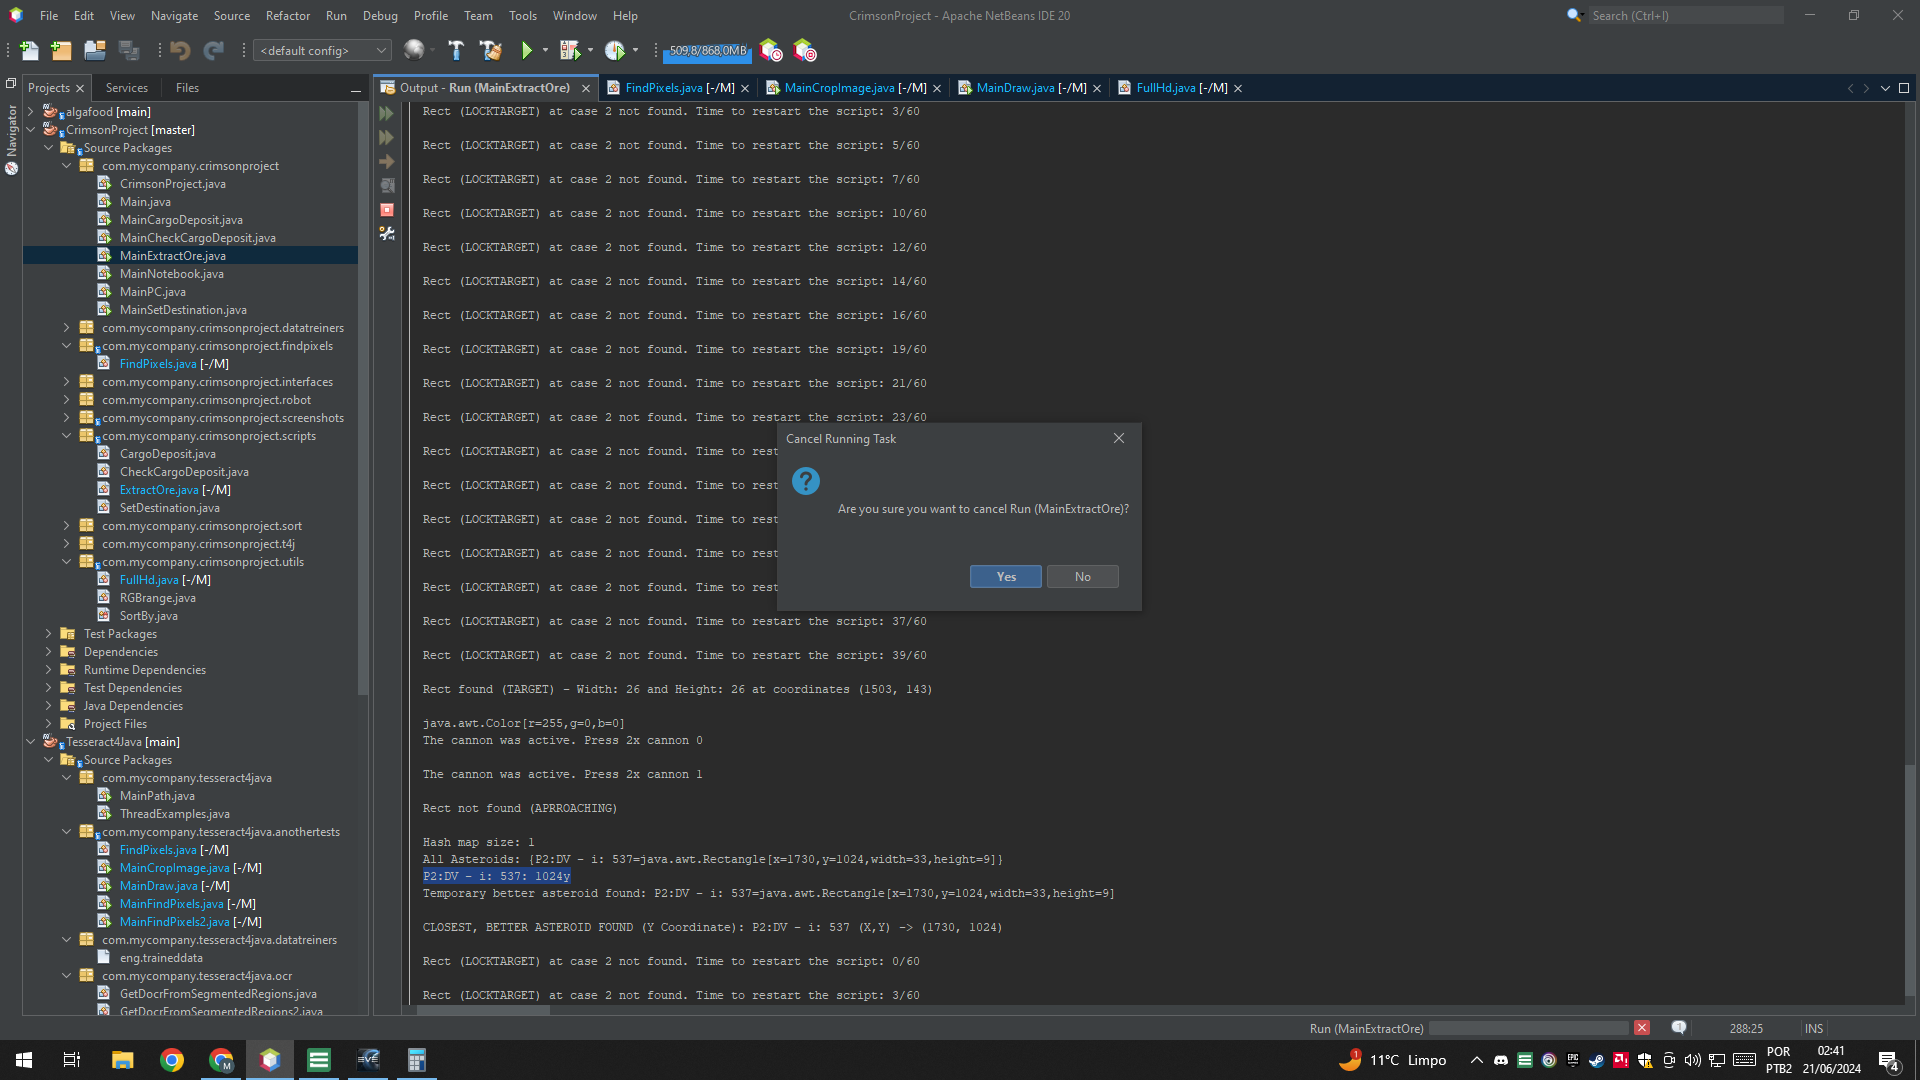 File Edit View Navigate Source Refactor Run Debug Profile Team Tools Window Help
CrimsonProject - Apache NetBeans IDE 20
Search (Ctrl+I)
<default config>
509,8/868,0MB
Projects
Services
Files
Output - Run (MainExtractOre)
FindPixels.java [-/M]
MainCropImage.java [-/M]
MainDraw.java [-/M]
FullHd.java [-/M]
Navigator
algafood [main]
CrimsonProject [master]
Source Packages
com.mycompany.crimsonproject
CrimsonProject.java
Main.java
MainCargoDeposit.java
MainCheckCargoDeposit.java
MainExtractOre.java
MainNotebook.java
MainPC.java
MainSetDestination.java
com.mycompany.crimsonproject.datatreiners
com.mycompany.crimsonproject.findpixels
FindPixels.java [-/M]
com.mycompany.crimsonproject.interfaces
com.mycompany.crimsonproject.robot
com.mycompany.crimsonproject.screenshots
com.mycompany.crimsonproject.scripts
CargoDeposit.java
CheckCargoDeposit.java
ExtractOre.java [-/M]
SetDestination.java
com.mycompany.crimsonproject.sort
com.mycompany.crimsonproject.t4j
com.mycompany.crimsonproject.utils
FullHd.java [-/M]
RGBrange.java
SortBy.java
Test Packages
Dependencies
Runtime Dependencies
Test Dependencies
Java Dependencies
Project Files
Tesseract4Java [main]
Source Packages
com.mycompany.tesseract4java
MainPath.java
ThreadExamples.java
com.mycompany.tesseract4java.anothertests
FindPixels.java [-/M]
MainCropImage.java [-/M]
MainDraw.java [-/M]
MainFindPixels.java [-/M]
MainFindPixels2.java [-/M]
com.mycompany.tesseract4java.datatreiners
eng.traineddata
com.mycompany.tesseract4java.ocr
GetDocrFromSegmentedRegions.java
GetDocrFromSegmentedRegions2.java
Rect (LOCKTARGET) at case 2 not found. Time to restart the script: 3/60
Rect (LOCKTARGET) at case 2 not found. Time to restart the script: 5/60
Rect (LOCKTARGET) at case 2 not found. Time to restart the script: 7/60
Rect (LOCKTARGET) at case 2 not found. Time to restart the script: 10/60
Rect (LOCKTARGET) at case 2 not found. Time to restart the script: 12/60
Rect (LOCKTARGET) at case 2 not found. Time to restart the script: 14/60
Rect (LOCKTARGET) at case 2 not found. Time to restart the script: 16/60
Rect (LOCKTARGET) at case 2 not found. Time to restart the script: 19/60
Rect (LOCKTARGET) at case 2 not found. Time to restart the script: 21/60
Rect (LOCKTARGET) at case 2 not found. Time to restart the script: 23/60
Rect (LOCKTARGET) at case 2 not found. Time to rest
Rect (LOCKTARGET) at case 2 not found. Time to rest
Rect (LOCKTARGET) at case 2 not found. Time to rest
Rect (LOCKTARGET) at case 2 not found. Time to rest
Rect (LOCKTARGET) at case 2 not found. Time to rest
Rect (LOCKTARGET) at case 2 not found. Time to restart the script: 37/60
Rect (LOCKTARGET) at case 2 not found. Time to restart the script: 39/60
Rect found (TARGET) - Width: 26 and Height: 26 at coordinates (1503, 143)
java.awt.Color[r=255,g=0,b=0]
The cannon was active. Press 2x cannon 0
The cannon was active. Press 2x cannon 1
Rect not found (APRROACHING)
Hash map size: 1
All Asteroids: {P2:DV - i: 537=java.awt.Rectangle[x=1730,y=1024,width=33,height=9]}
P2:DV - i: 537: 1024y
Temporary better asteroid found: P2:DV - i: 537=java.awt.Rectangle[x=1730,y=1024,width=33,height=9]
CLOSEST, BETTER ASTEROID FOUND (Y Coordinate): P2:DV - i: 537 (X,Y) -> (1730, 1024)
Rect (LOCKTARGET) at case 2 not found. Time to restart the script: 0/60
Rect (LOCKTARGET) at case 2 not found. Time to restart the script: 3/60
Cancel Running Task
Are you sure you want to cancel Run (MainExtractOre)?
Yes
No
Run (MainExtractOre)
1
288:25
INS
M
EVE
1
11°C Limpo
EPIC
POR
PTB2
02:41
21/06/2024
4